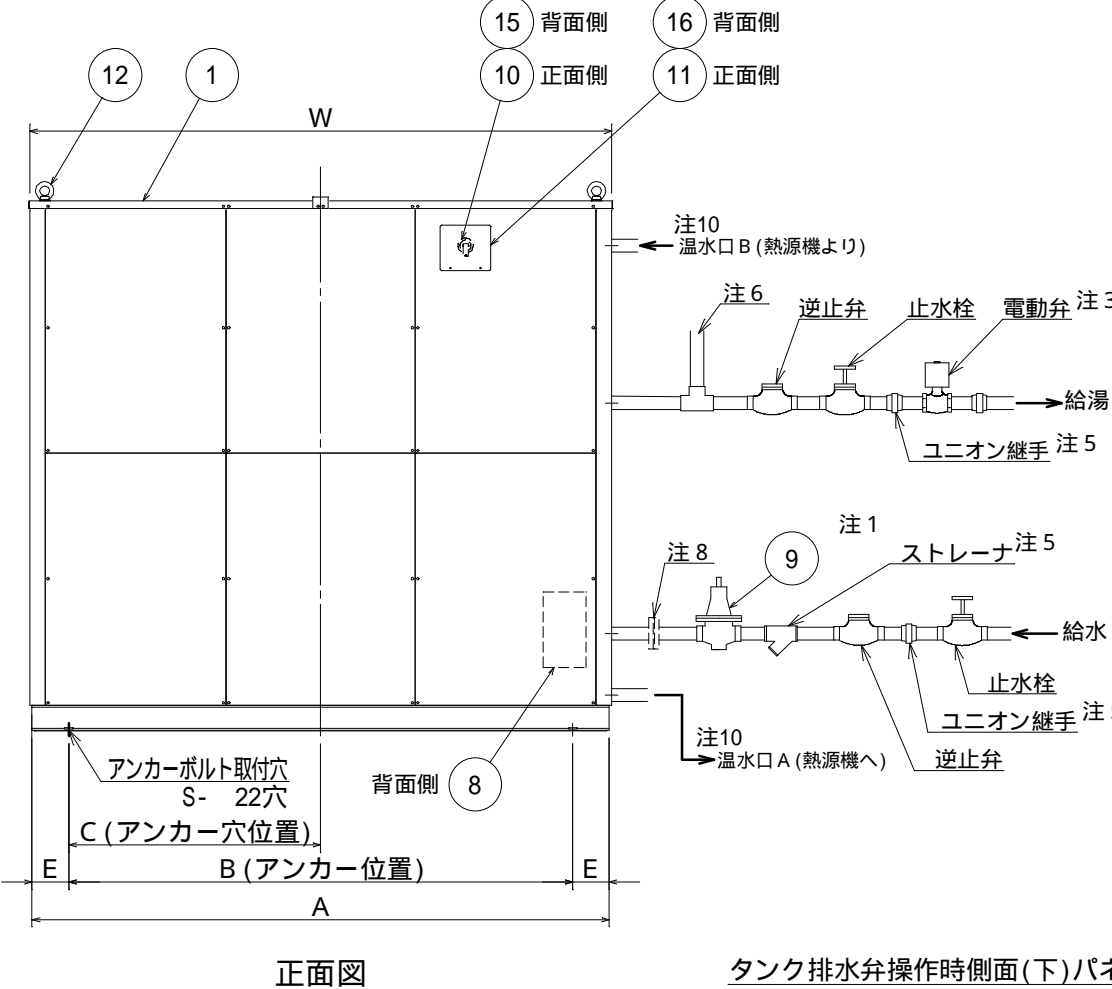 15 背面側
16 背面側
12
1
10 正面側
11 正面側
W
注10
温水口B(熱源機より)
注6
逆止弁
止水栓
電動弁 注3
給湯
ユニオン継手 注5
注1
注8
9
ストレーナ 注5
給水
止水栓
ユニオン継手 注
逆止弁
注10
温水口A(熱源機へ)
アンカーボルト取付穴
S- 22穴
背面側 8
C(アンカー穴位置)
E
B(アンカー位置)
E
A
正面図
タンク排水弁操作時側面(下)パネ